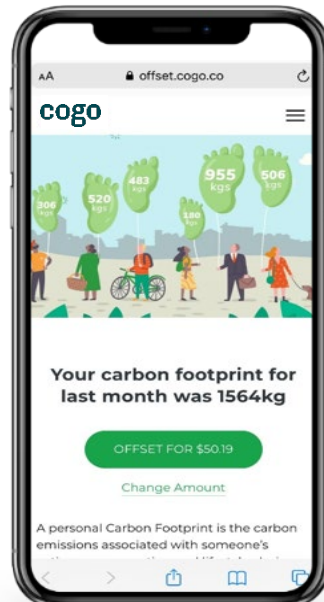 AA offset.cogo.co
cogo
306
kgs
520
kgs
483
kgs
180
kgs
955
kgs
506
kgs
Your carbon footprint for
last month was 1564kg
OFFSET FOR $50.19
Change Amount
A personal Carbon Footprint is the carbon
emissions associated with someone's